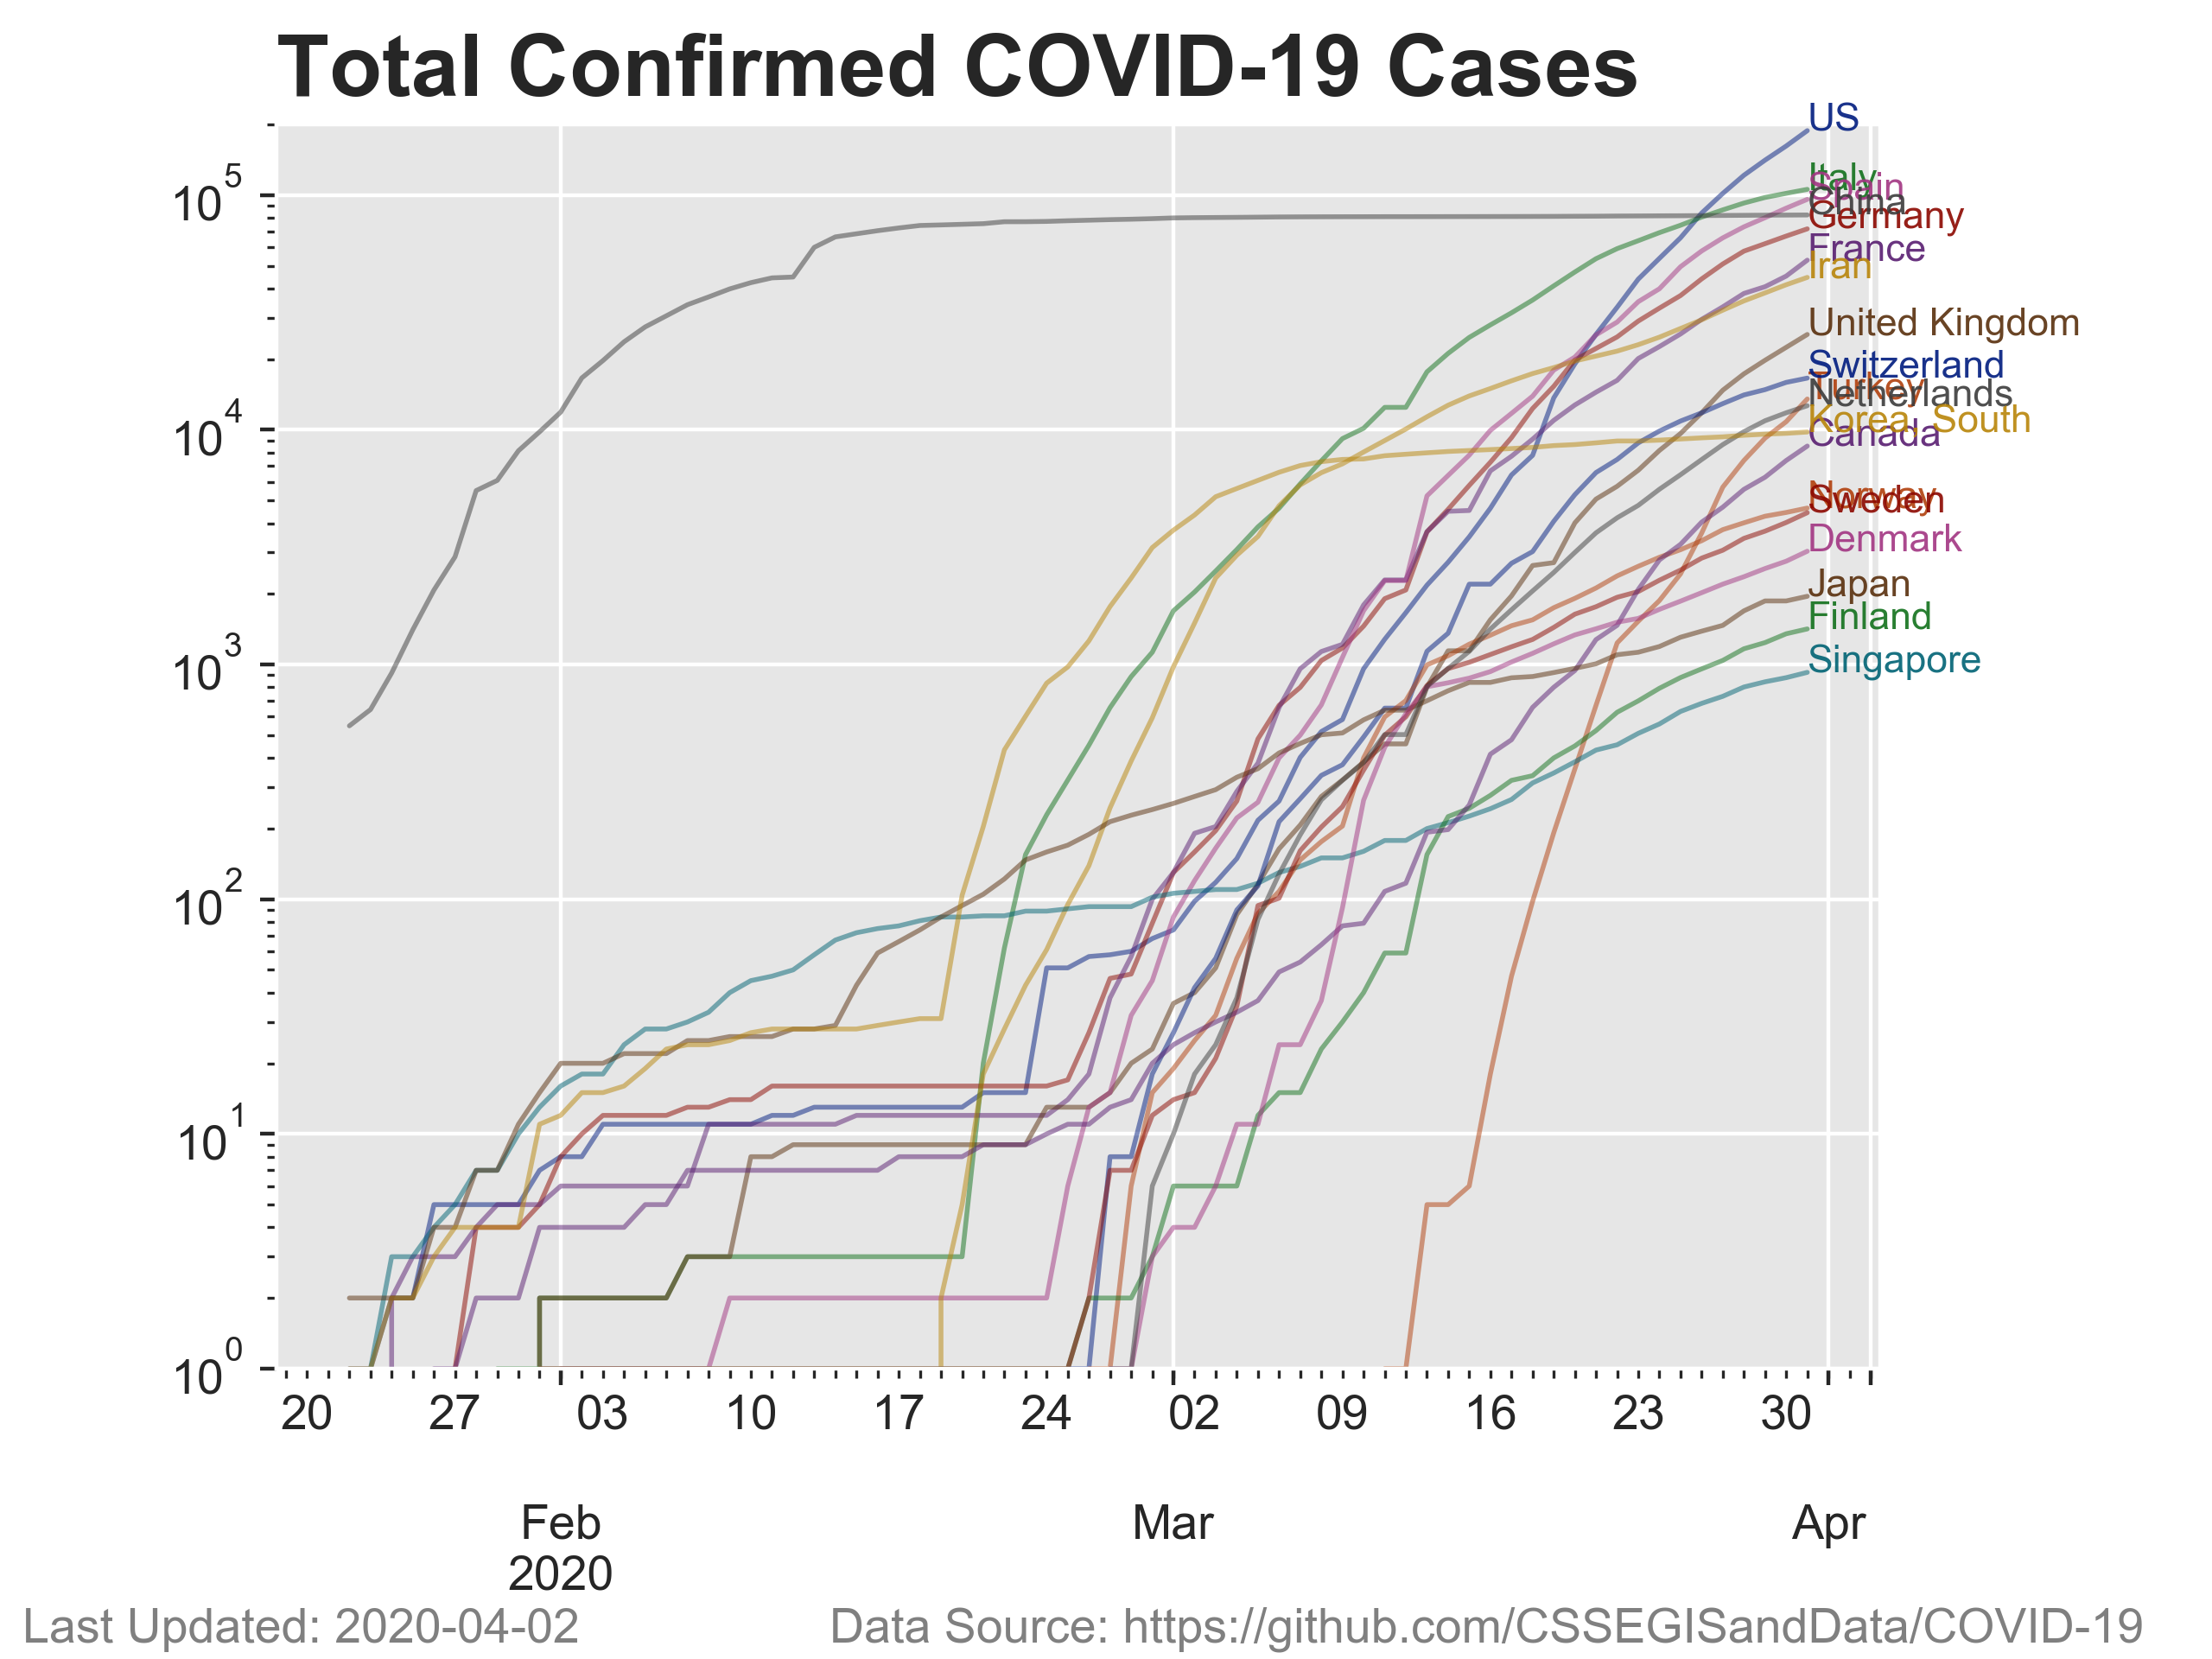 Total Confirmed COVID-19 Cases
US
Italy
Spain
China
Germany
France
Iran
United Kingdom
Switzerland
Turkey
Netherlands
Korea, South
Canada
Norway
Sweden
Denmark
Japan
Finland
Singapore
10^5
10^4
10^3
10^2
10^1
10^0
20 27 03 10 17 24 02 09 16 23 30
Feb Mar Apr
2020
Last Updated: 2020-04-02 Data Source: https://github.com/CSSEGISandData/COVID-19